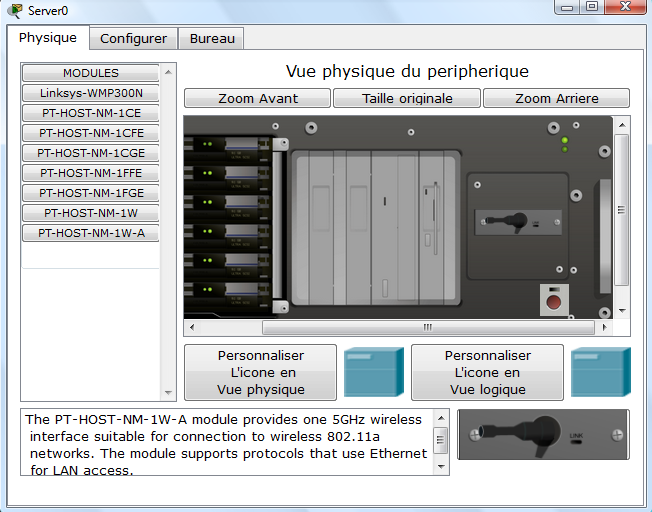 Server0
Physique
Configurer
Bureau
MODULES
Linksys-WMP300N
PT-HOST-NM-1CE
PT-HOST-NM-1CFE
PT-HOST-NM-1CGE
PT-HOST-NM-1FFE
PT-HOST-NM-1FGE
PT-HOST-NM-1W
PT-HOST-NM-1W-A
Vue physique du peripherique
Zoom Avant
Taille originale
Zoom Arriere
Personnaliser
L'icone en
Vue physique
Personnaliser
L'icone en
Vue logique
The PT-HOST-NM-1W-A module provides one 5GHz wireless
interface suitable for connection to wireless 802.11a
networks. The module supports protocols that use Ethernet
for LAN access.
LINK